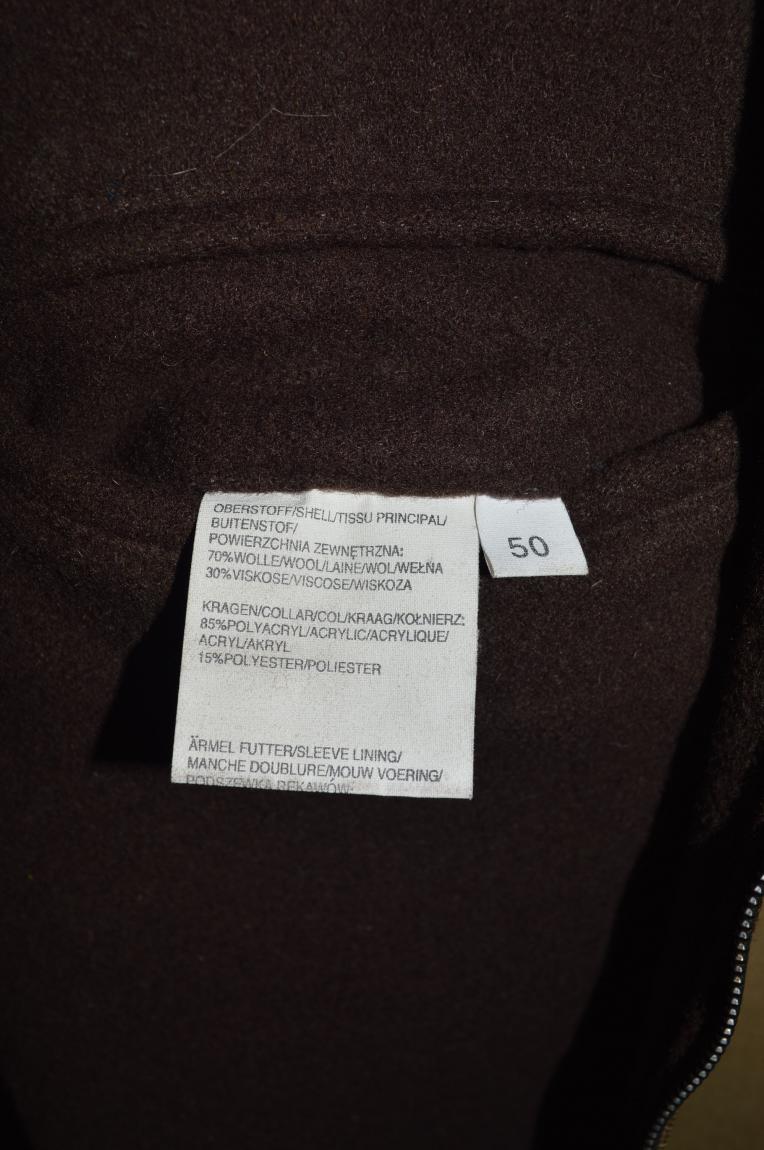 OBERSTOFF/SHELL/TISSU PRINCIPAL/
BUITENSTOF/
POWIERZCHNIA ZEWNĘTRZNA:
70%WOLLE/WOOL/LAINE/WOL/WEŁNA
30%VISKOSE/VISCOSE/WISKOZA
KRAGEN/COLLAR/COL/KRAAG/KOŁNIERZ:
85%POLYACRYL/ACRYLIC/ACRYLIQUE/
ACRYL/AKRYL
15%POLYESTER/POLIESTER
ÄRMEL FUTTER/SLEEVE LINING/
MANCHE DOUBLURE/MOUW VOERING/
PODSZEWKA RĘKAWÓW:
50